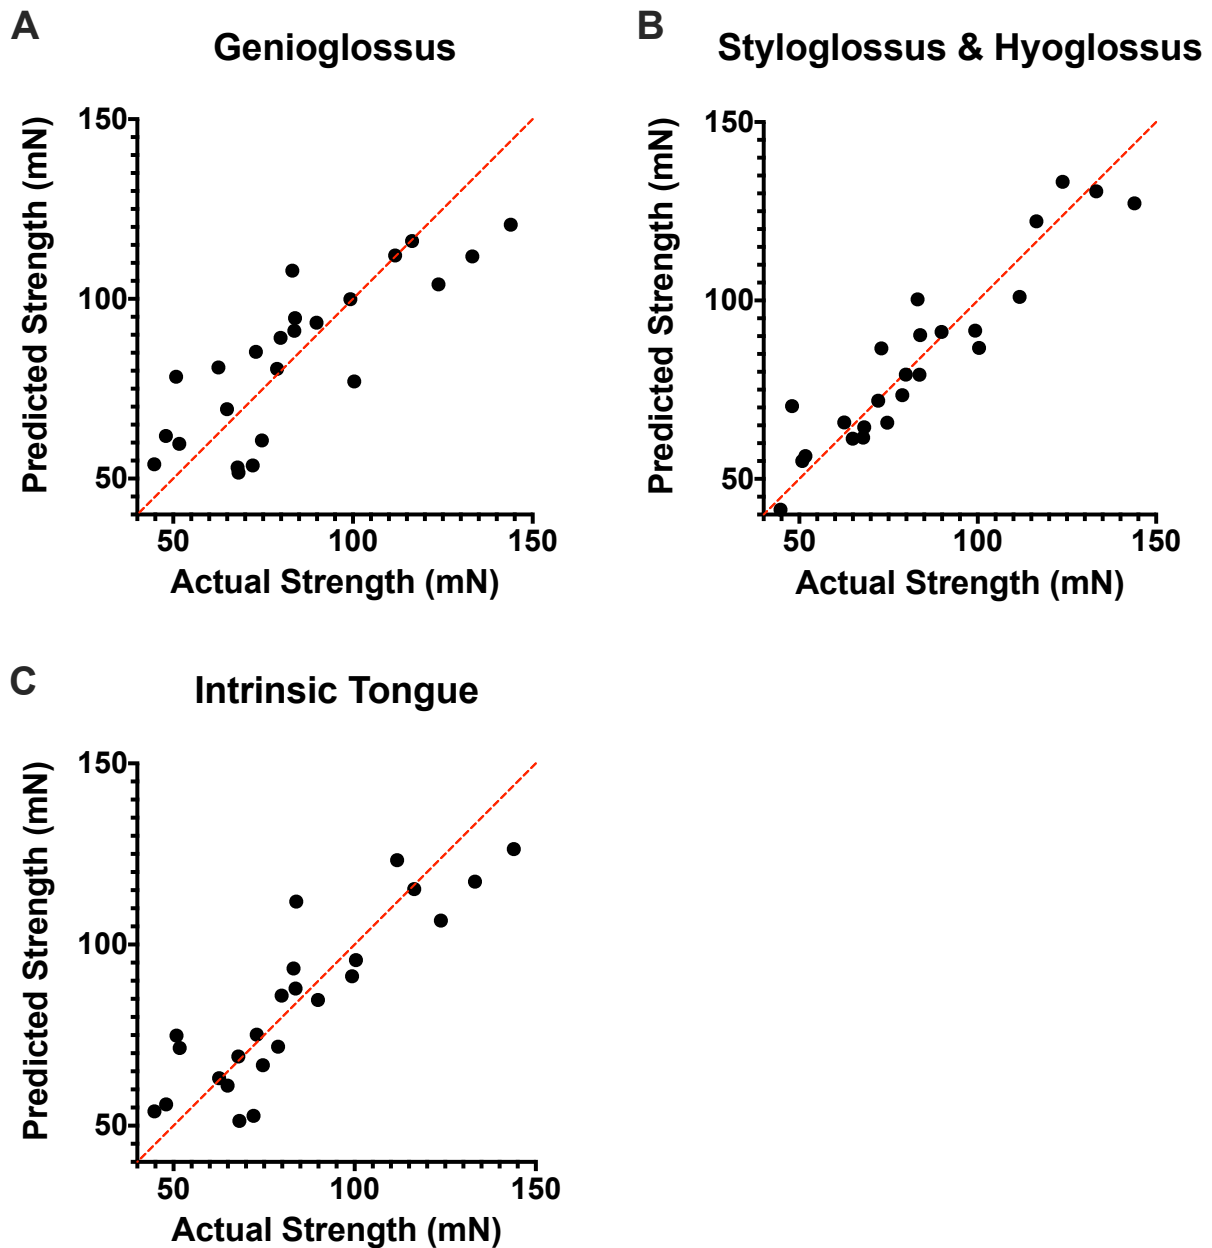 A
Genioglossus
Predicted Strength (mN)
150
100
50
50 100 150
Actual Strength (mN)
B
Styloglossus & Hyoglossus
Predicted Strength (mN)
150
100
50
50 100 150
Actual Strength (mN)
C
Intrinsic Tongue
Predicted Strength (mN)
150
100
50
50 100 150
Actual Strength (mN)